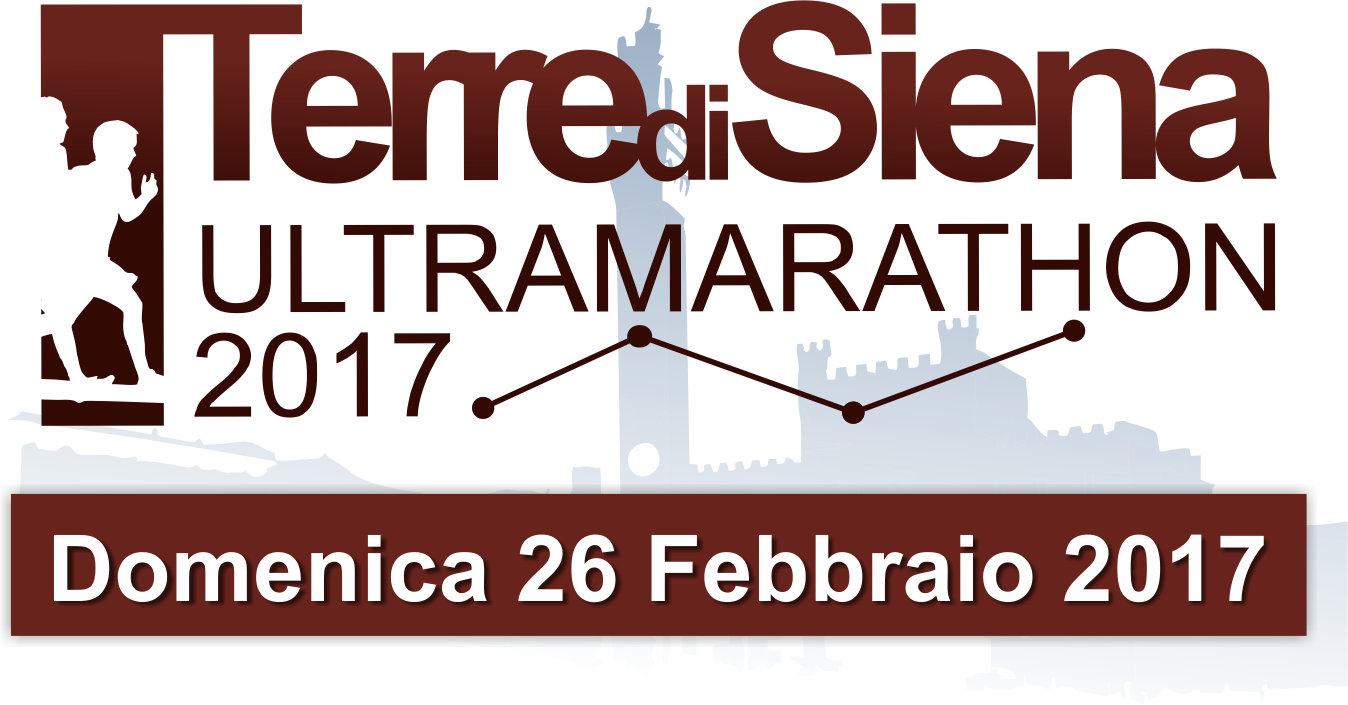 Terre di Siena
ULTRAMARATHON
2017
Domenica 26 Febbraio 2017